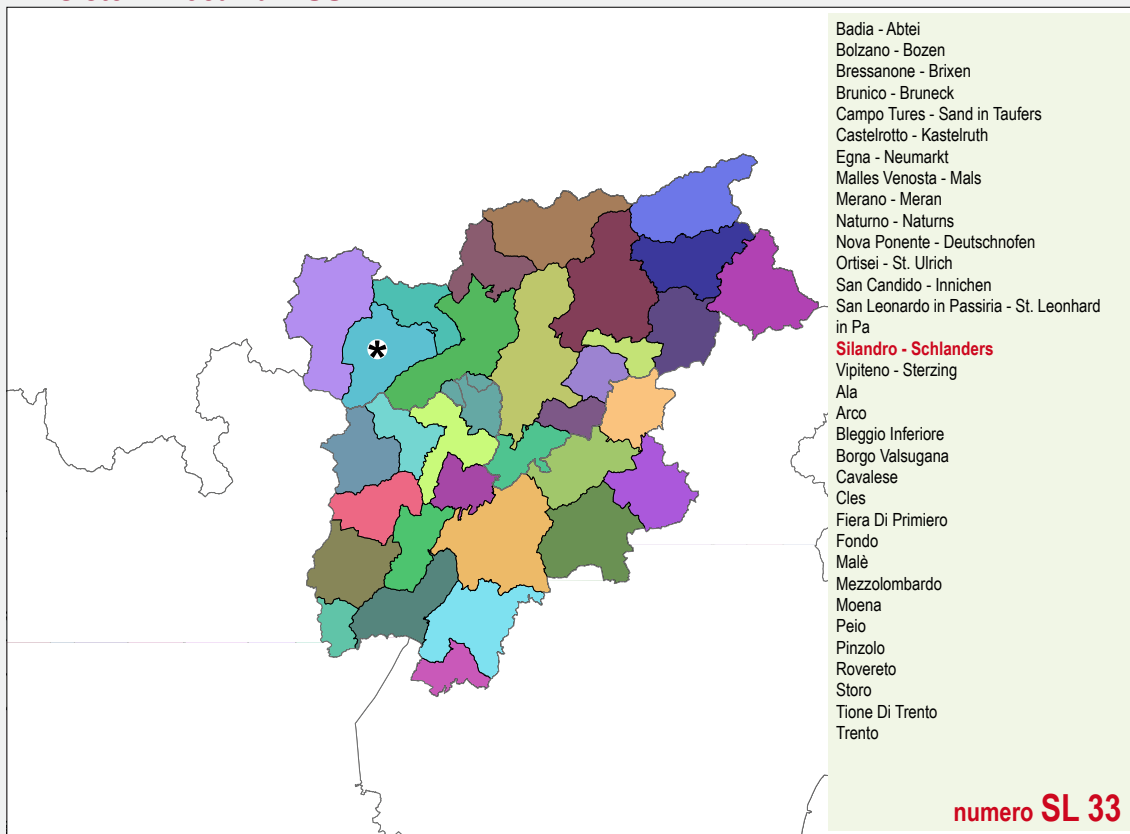 Badia - Abtei
Bolzano - Bozen
Bressanone - Brixen
Brunico - Bruneck
Campo Tures - Sand in Taufers
Castelrotto - Kastelruth
Egna - Neumarkt
Malles Venosta - Mals
Merano - Meran
Naturno - Naturns
Nova Ponente - Deutschnofen
Ortisei - St. Ulrich
San Candido - Innichen
San Leonardo in Passiria - St. Leonhard
in Pa
Silandro - Schlanders
Vipiteno - Sterzing
Ala
Arco
Bleggio Inferiore
Borgo Valsugana
Cavalese
Cles
Fiera Di Primiero
Fondo
Malè
Mezzolombardo
Moena
Peio
Pinzolo
Rovereto
Storo
Tione Di Trento
Trento
*
numero SL 33